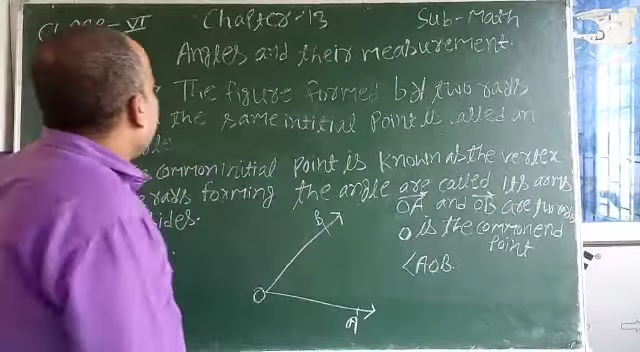 CLASS-VI Chapter-13 Sub-Math
Angles and their measurement.
The figure formed by two rays
the same initial point is called an
common initial point is known as the vertex
rays forming the angle are called its arms
sides.
OA and OB are two rays
O is the common end
point
<AOB.
B
O
A